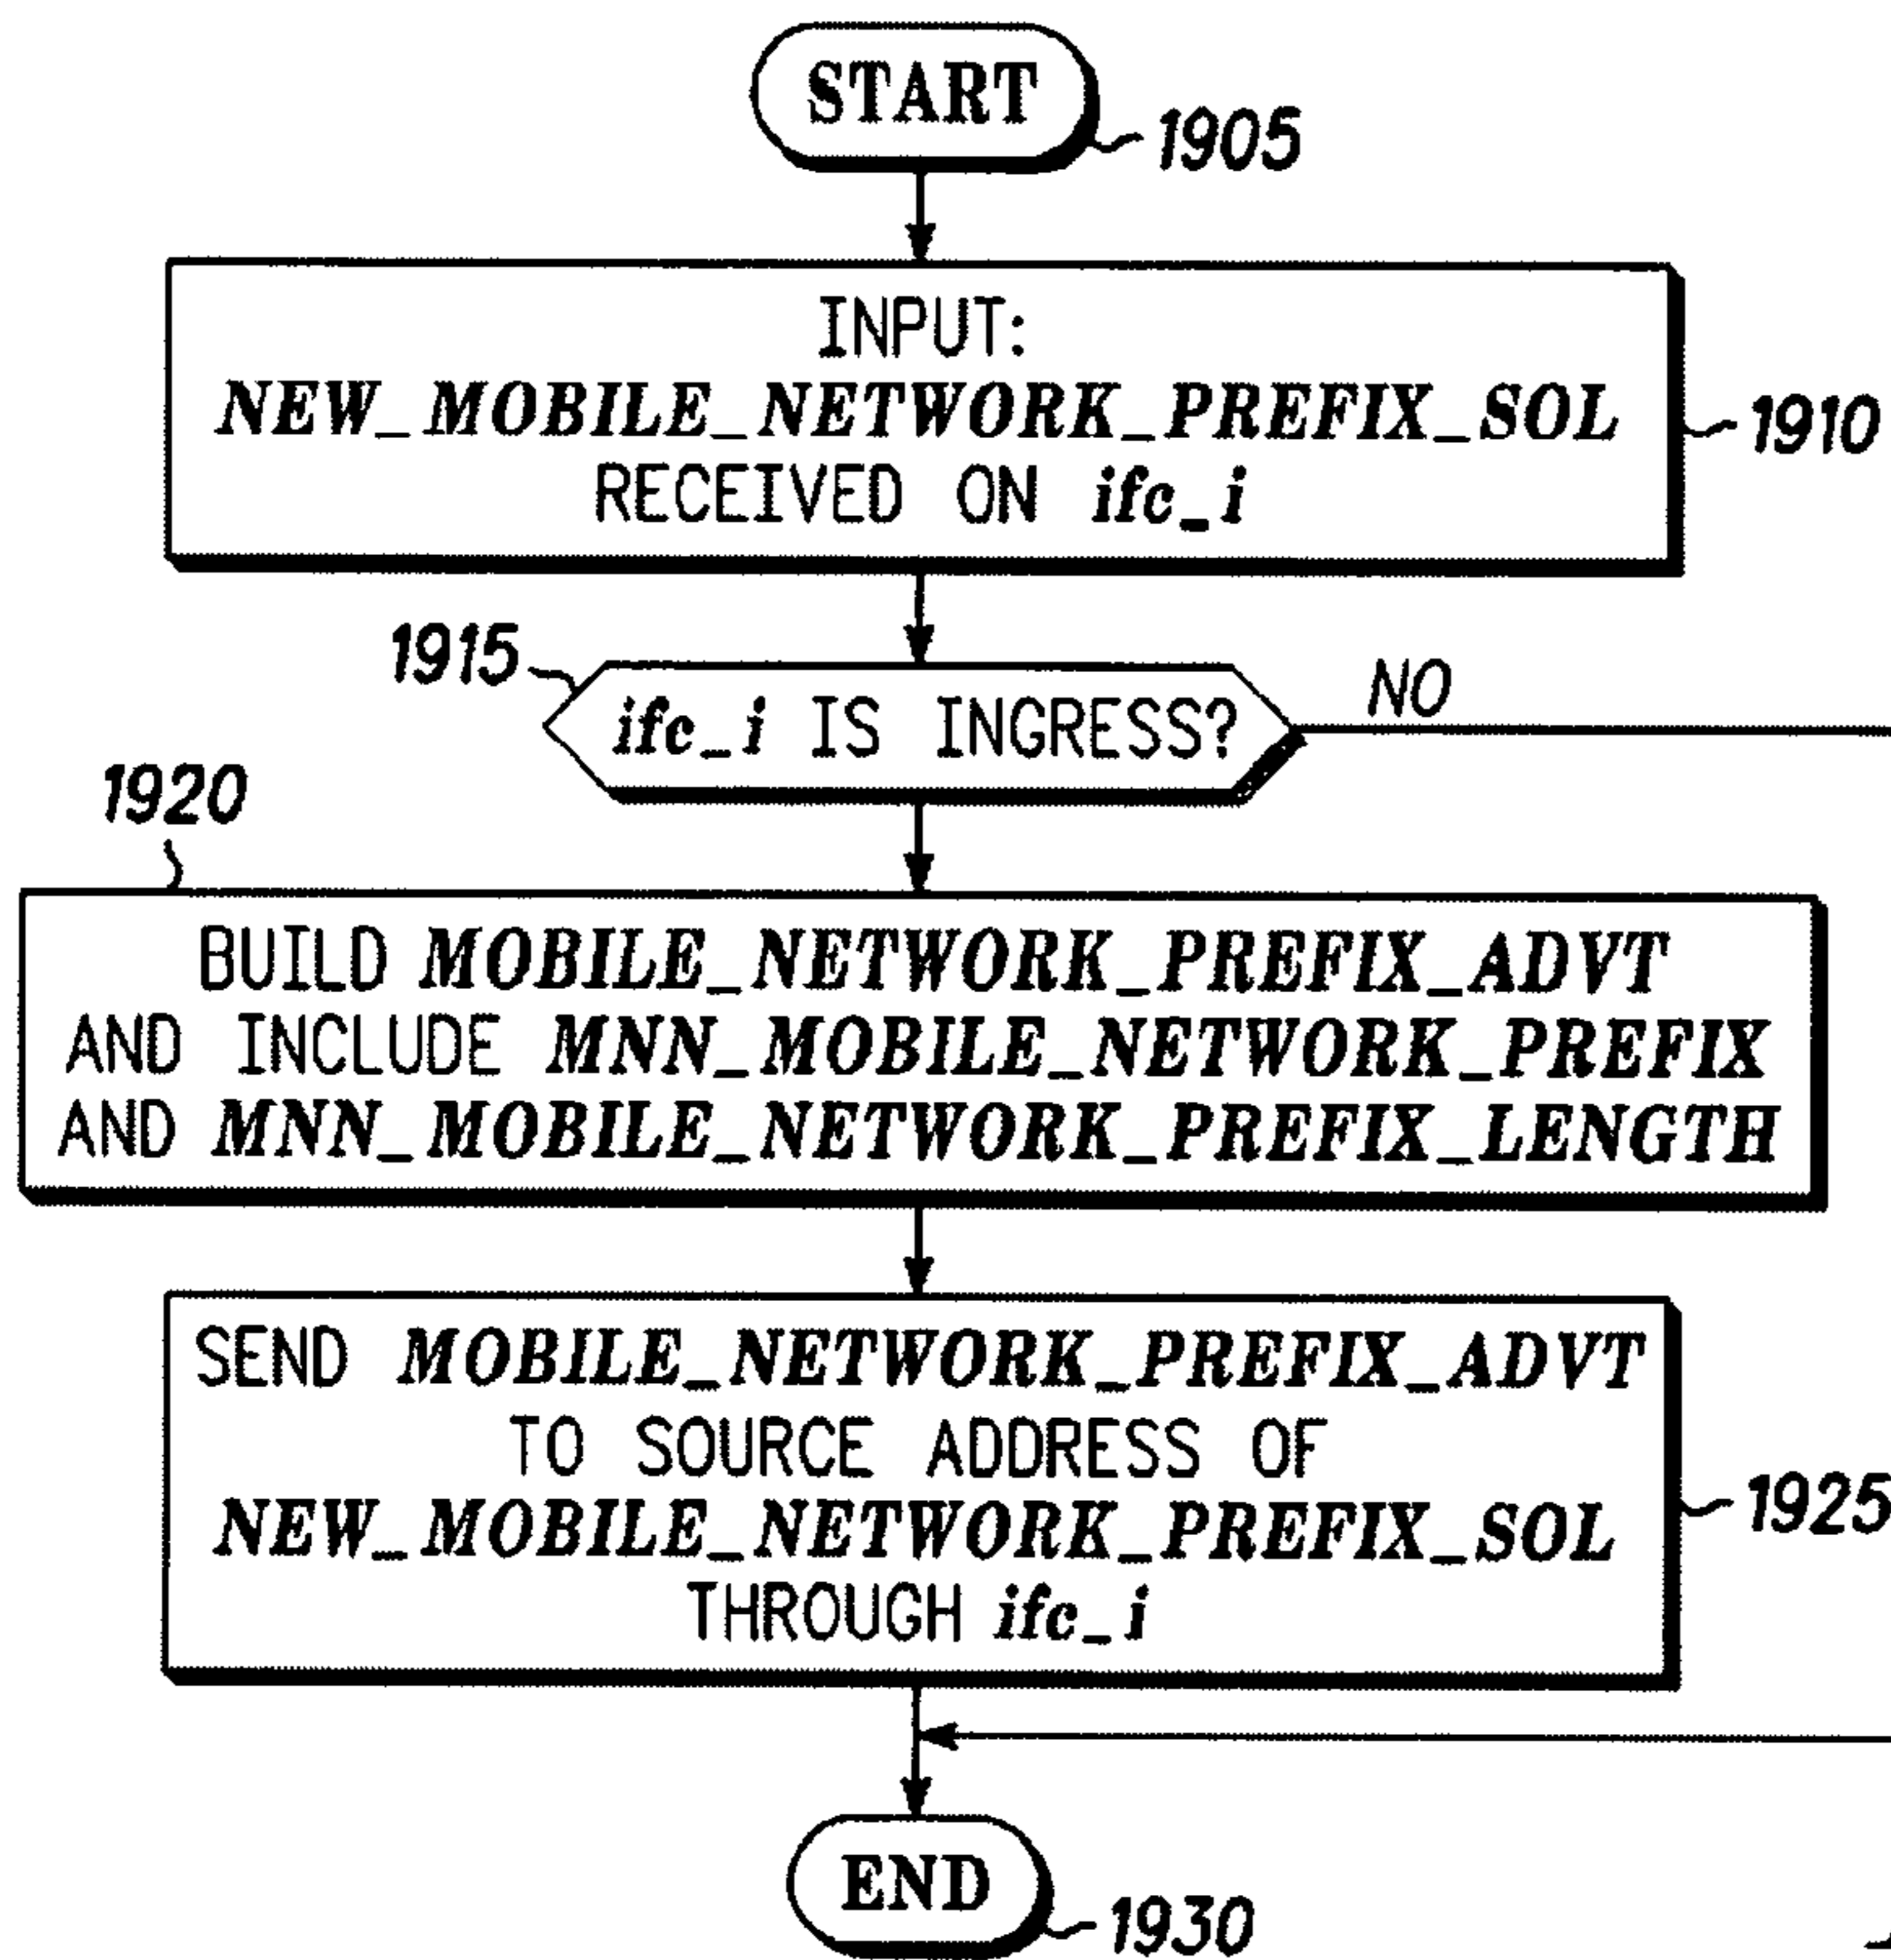 START
1905
INPUT:
NEW_MOBILE_NETWORK_PREFIX_SOL
RECEIVED ON ifc_i
1910
1915
ifc_i IS INGRESS?
NO
1920
BUILD MOBILE_NETWORK_PREFIX_ADVT
AND INCLUDE MNN_MOBILE_NETWORK_PREFIX
AND MNN_MOBILE_NETWORK_PREFIX_LENGTH
SEND MOBILE_NETWORK_PREFIX_ADVT
TO SOURCE ADDRESS OF
NEW_MOBILE_NETWORK_PREFIX_SOL
THROUGH ifc_i
1925
END
1930